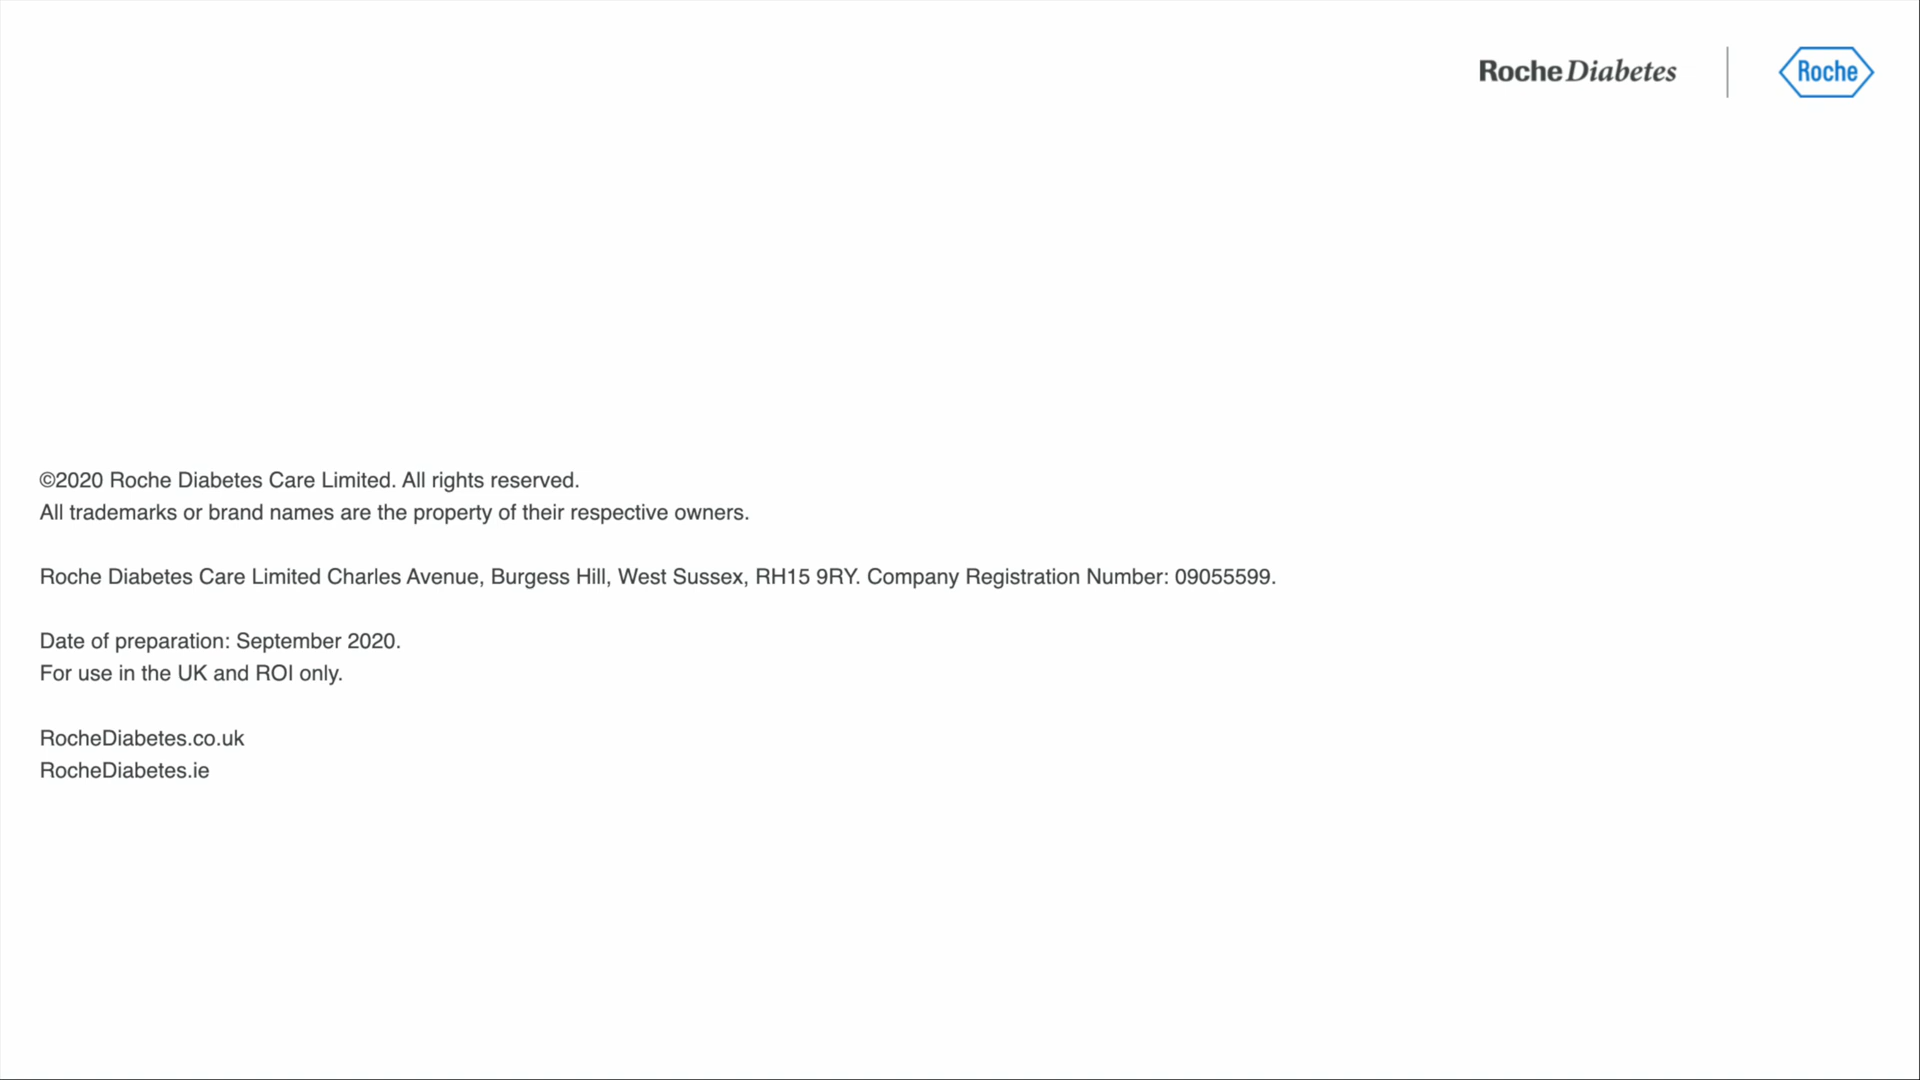 RocheDiabetes
Roche
©2020 Roche Diabetes Care Limited. All rights reserved.
All trademarks or brand names are the property of their respective owners.
Roche Diabetes Care Limited Charles Avenue, Burgess Hill, West Sussex, RH15 9RY. Company Registration Number: 09055599.
Date of preparation: September 2020.
For use in the UK and ROI only.
RocheDiabetes.co.uk
RocheDiabetes.ie